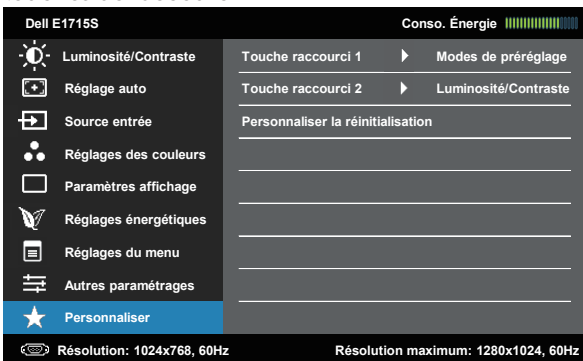 Dell E1715S Conso. Énergie
Luminosité/Contraste Touche raccourci 1 Modes de préréglage
Réglage auto Touche raccourci 2 Luminosité/Contraste
Source entrée Personnaliser la réinitialisation
Réglages des couleurs
Paramètres affichage
Réglages énergétiques
Réglages du menu
Autres paramétrages
Personnaliser
Résolution: 1024x768, 60Hz Résolution maximum: 1280x1024, 60Hz